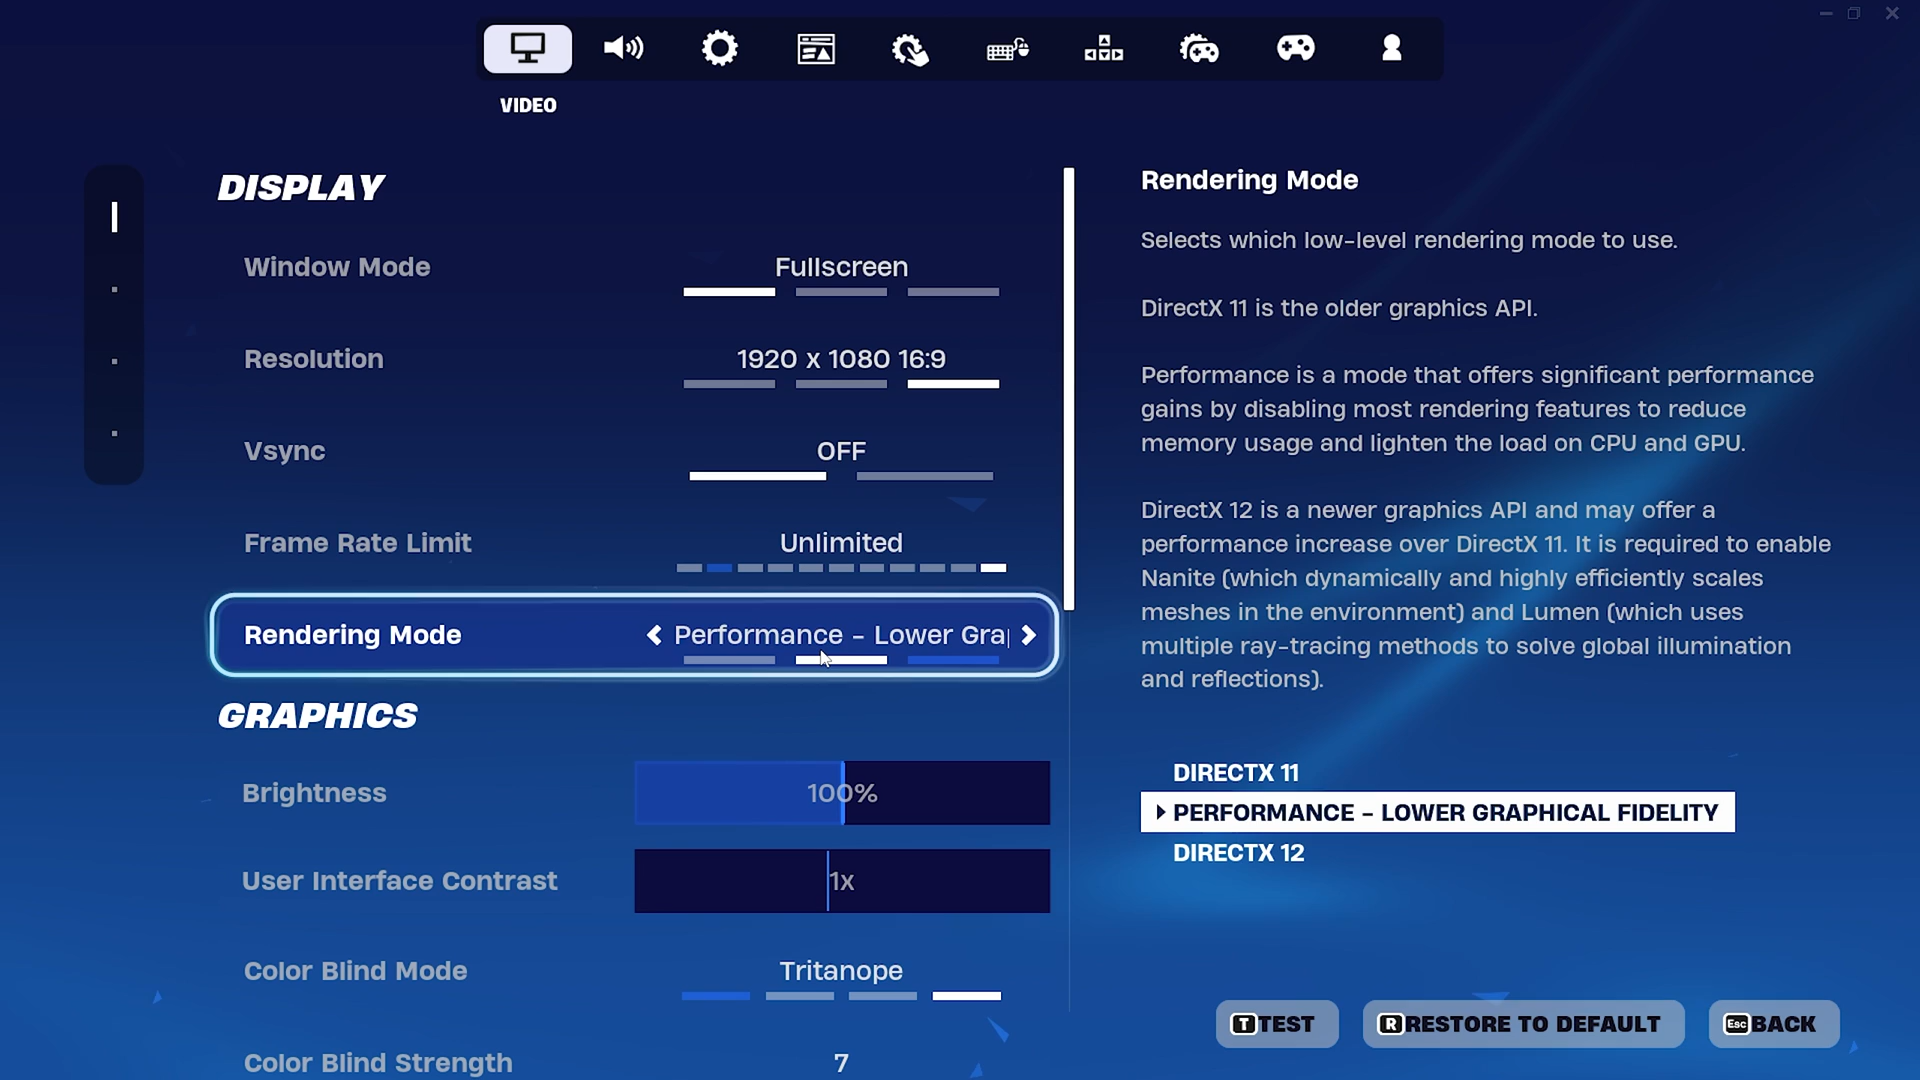 VIDEO
DISPLAY
Window Mode
Fullscreen
Resolution
1920 x 1080 16:9
Vsync
OFF
Frame Rate Limit
Unlimited
Rendering Mode
Performance - Lower Gra
GRAPHICS
Brightness
100%
User Interface Contrast
1x
Color Blind Mode
Tritanope
Color Blind Strength
7
Rendering Mode
Selects which low-level rendering mode to use.
DirectX 11 is the older graphics API.
Performance is a mode that offers significant performance
gains by disabling most rendering features to reduce
memory usage and lighten the load on CPU and GPU.
DirectX 12 is a newer graphics API and may offer a
performance increase over DirectX 11. It is required to enable
Nanite (which dynamically and highly efficiently scales
meshes in the environment) and Lumen (which uses
multiple ray-tracing methods to solve global illumination
and reflections).
DIRECTX 11
PERFORMANCE - LOWER GRAPHICAL FIDELITY
DIRECTX 12
T TEST
R RESTORE TO DEFAULT
Esc BACK